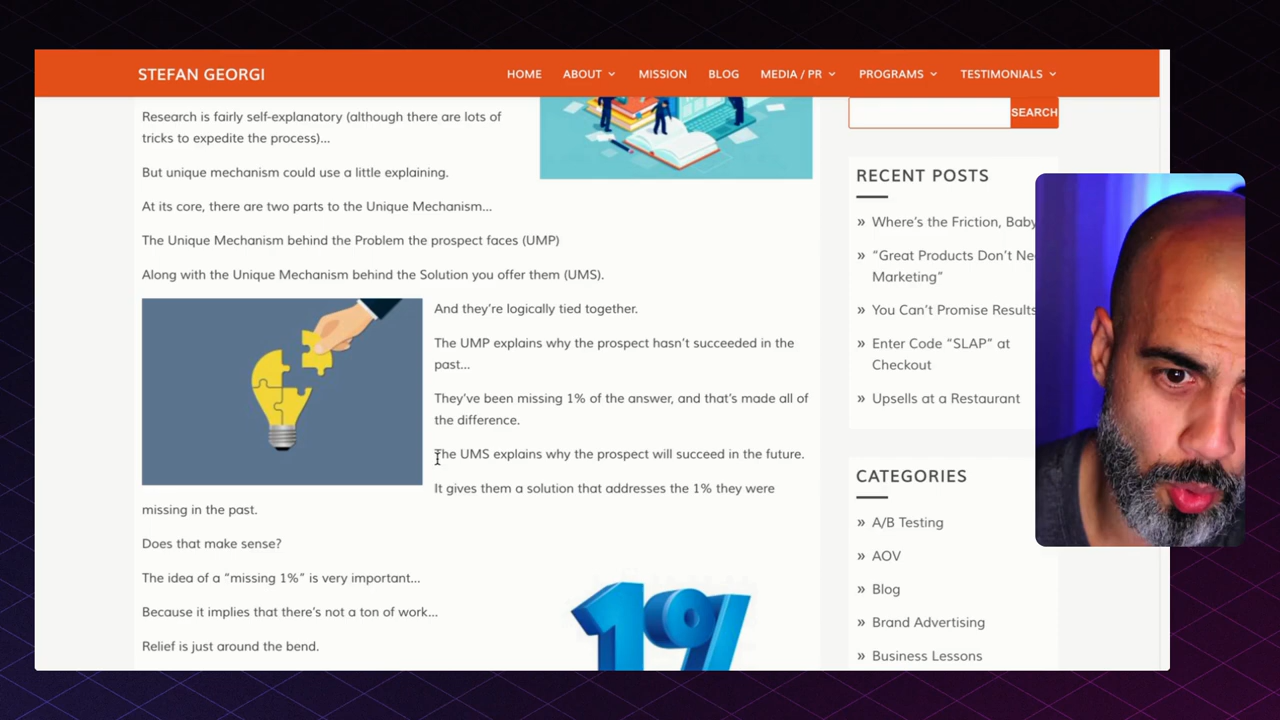 STEFAN GEORGI
HOME
ABOUT
MISSION
BLOG
MEDIA / PR
PROGRAMS
TESTIMONIALS
Research is fairly self-explanatory (although there are lots of
tricks to expedite the process)...
But unique mechanism could use a little explaining.
At its core, there are two parts to the Unique Mechanism...
The Unique Mechanism behind the Problem the prospect faces (UMP)
Along with the Unique Mechanism behind the Solution you offer them (UMS).
And they're logically tied together.
The UMP explains why the prospect hasn't succeeded in the
past...
They've been missing 1% of the answer, and that's made all of
the difference.
The UMS explains why the prospect will succeed in the future.
It gives them a solution that addresses the 1% they were
missing in the past.
Does that make sense?
The idea of a “missing 1%” is very important...
Because it implies that there's not a ton of work...
Relief is just around the bend.
1%
SEARCH
RECENT POSTS
» Where's the Friction, Baby
» “Great Products Don't Ne
Marketing”
» You Can't Promise Results
» Enter Code “SLAP” at
Checkout
» Upsells at a Restaurant
CATEGORIES
» A/B Testing
» AOV
» Blog
» Brand Advertising
» Business Lessons